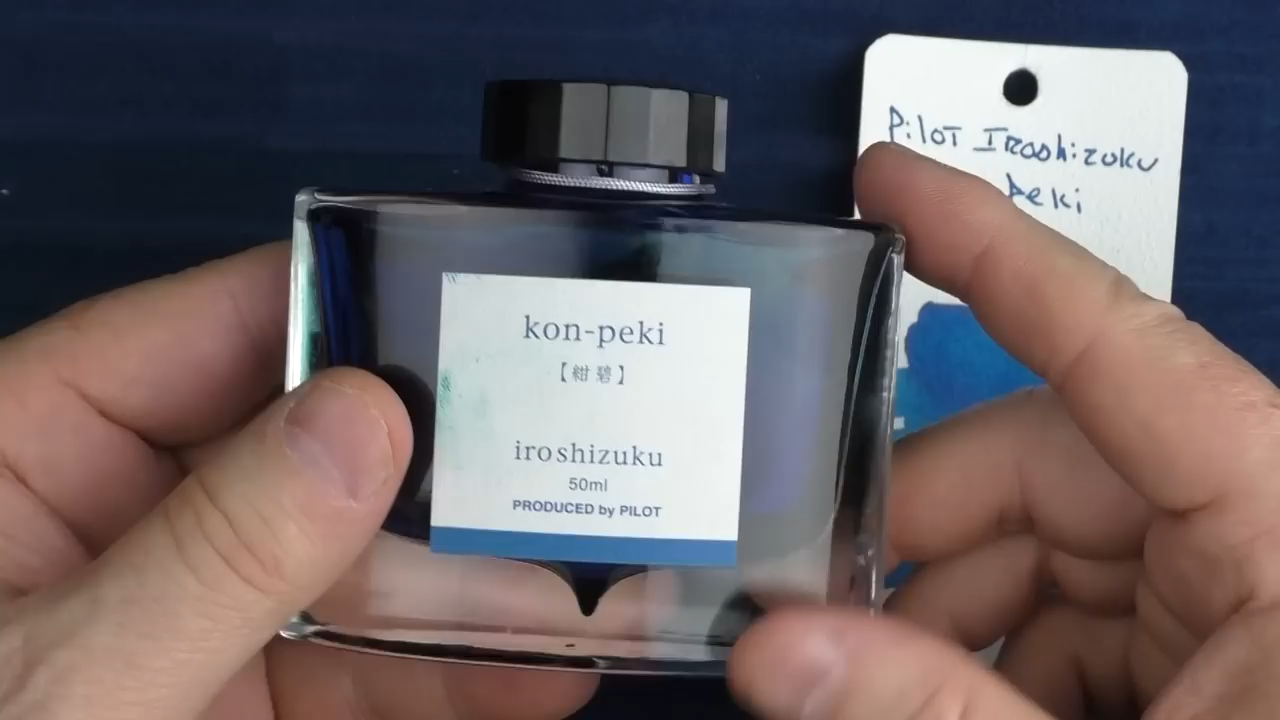 kon-peki
【紺碧】
iroshizuku
50ml
PRODUCED by PILOT
Pilot Iroshizuku
Peki